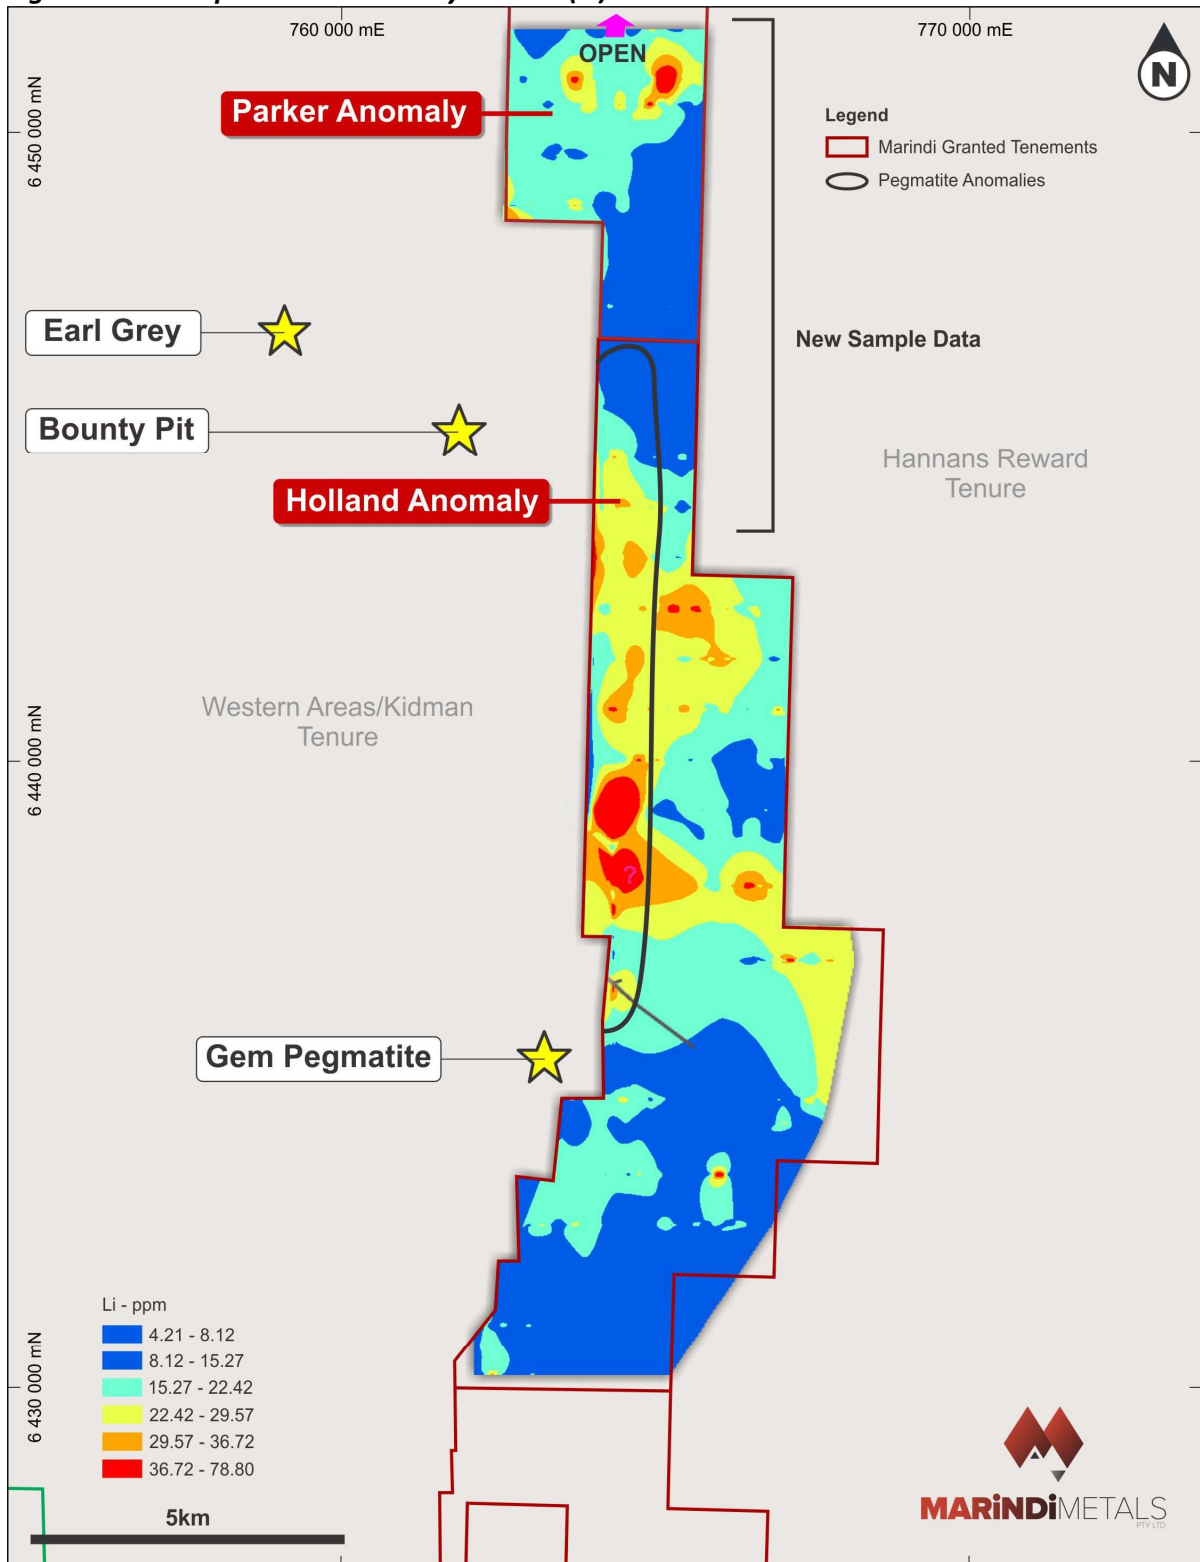 760 000 mE
770 000 mE
OPEN
N
6 450 000 mN
Parker Anomaly
Legend
Marindi Granted Tenements
Pegmatite Anomalies
Earl Grey
New Sample Data
Bounty Pit
Hannans Reward
Tenure
Holland Anomaly
Western Areas/Kidman
Tenure
6 440 000 mN
?
Gem Pegmatite
Li - ppm
4.21 - 8.12
8.12 - 15.27
15.27 - 22.42
22.42 - 29.57
29.57 - 36.72
36.72 - 78.80
6 430 000 mN
5km
MARiNDiMETALS
PTY LTD